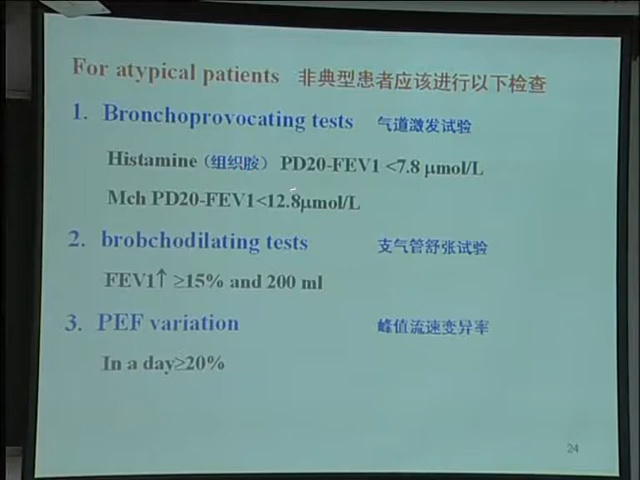 For atypical patients 非典型患者应该进行以下检查
1. Bronchoprovocating tests 气道激发试验
Histamine (组织胺) PD20-FEV1 <7.8 μmol/L
Mch PD20-FEV1<12.8μmol/L
2. brobchodilating tests 支气管舒张试验
FEV1↑ ≥15% and 200 ml
3. PEF variation 峰值流速变异率
In a day≥20%
24